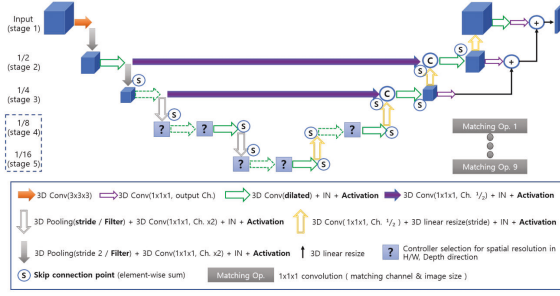 Input
(stage 1)
1/2
(stage 2)
1/4
(stage 3)
1/8
(stage 4)
1/16
(stage 5)
S
S
S
S
S
S
S
S
S
S
S
S
S
S
C
C
+
+
?
?
?
?
?
?
Matching Op. 1
Matching Op. 9
3D Conv(3x3x3)
3D Conv(1x1x1, output Ch.)
3D Conv(dilated) + IN + Activation
3D Conv(1x1x1, Ch. 1/2) + IN + Activation
3D Pooling(stride / Filter) + 3D Conv(1x1x1, Ch. x2) + IN + Activation
3D Conv(1x1x1, Ch. 1/2) + 3D linear resize(stride) + IN + Activation
3D Pooling(stride 2 / Filter) + 3D Conv(1x1x1, Ch. x2) + IN + Activation
3D linear resize
? Controller selection for spatial resolution in
H/W, Depth direction
S Skip connection point (element-wise sum)
Matching Op. 1x1x1 convolution ( matching channel & image size )